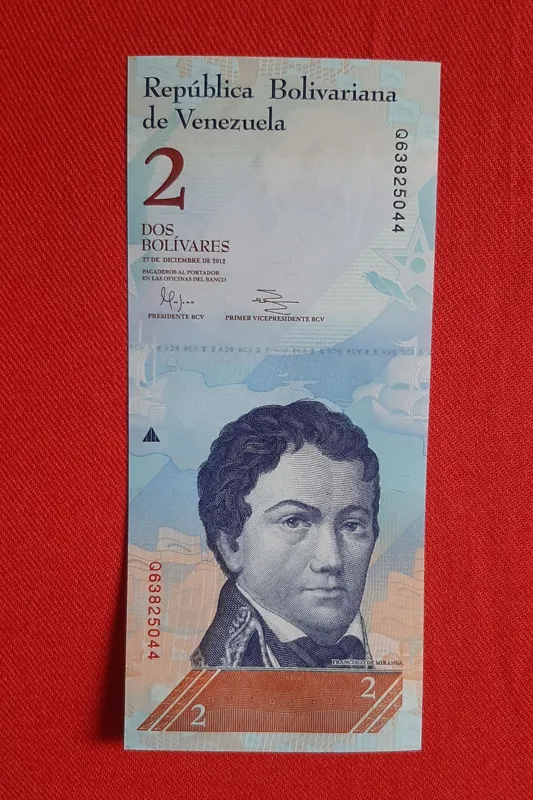 República Bolivariana
de Venezuela
Q63825044
2
DOS
BOLÍVARES
27 DE DICIEMBRE DE 2012
PAGADEROS AL PORTADOR
EN LAS OFICINAS DEL BANCO
PRESIDENTE BCV
PRIMER VICEPRESIDENTE BCV
Q63825044
FRANCISCO DE MIRANDA
2
2